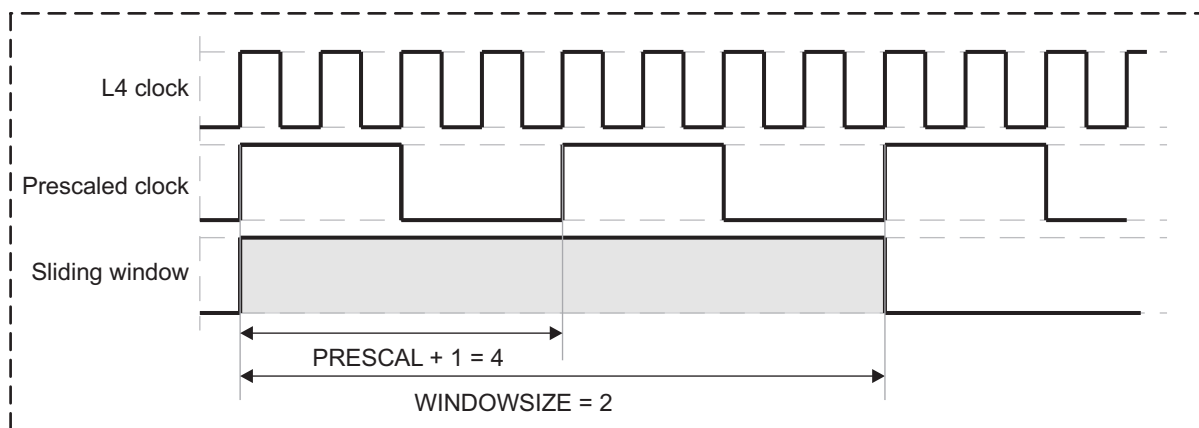 L4 clock
Prescaled clock
Sliding window
PRESCAL + 1 = 4
WINDOWSIZE = 2